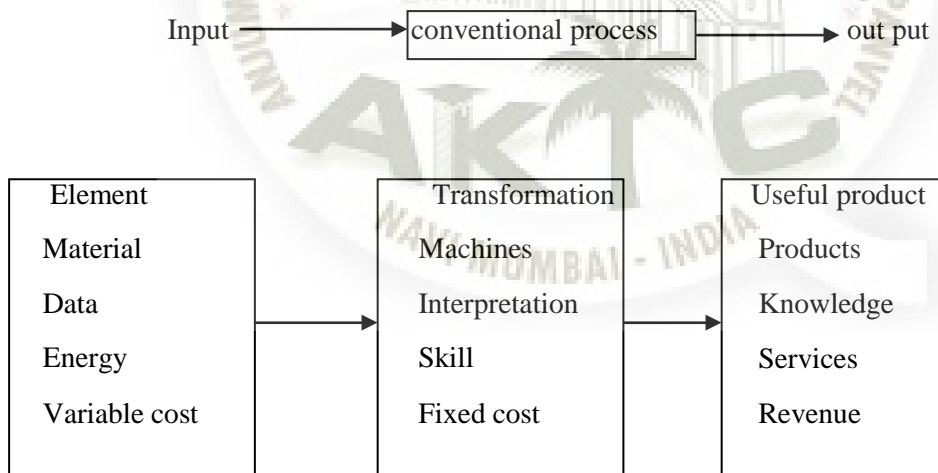 Input conventional process out put
AKTC
NAVI MUMBAI - INDIA
Element Transformation Useful product
Material Machines Products
Data Interpretation Knowledge
Energy Skill Services
Variable cost Fixed cost Revenue